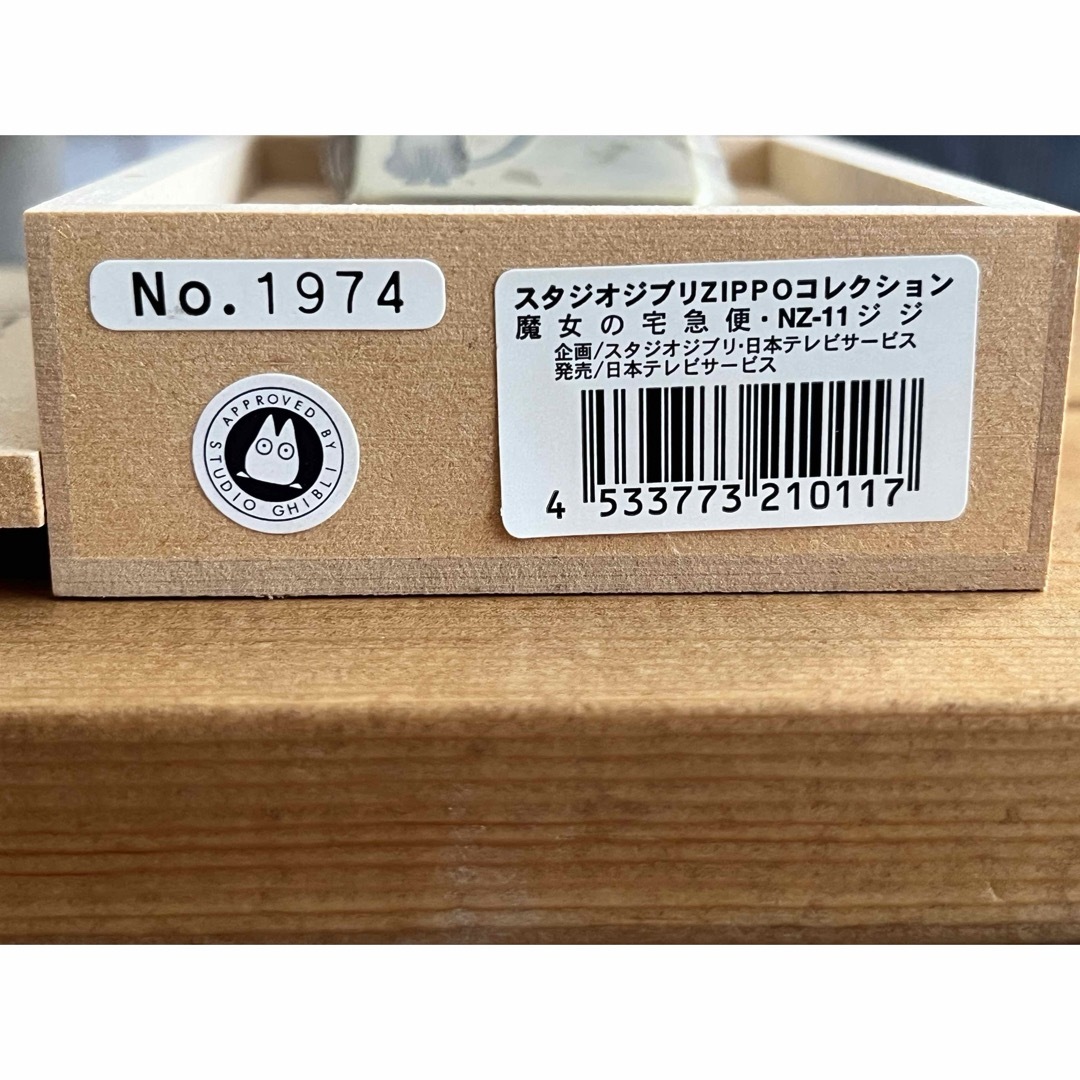 No.1974
APPROVED BY
STUDIO GHIBLI
スタジオジブリZIPPOコレクション
魔女の宅急便・NZ-11ジジ
企画/スタジオジブリ・日本テレビサービス
発売/日本テレビサービス
4 533773 210117